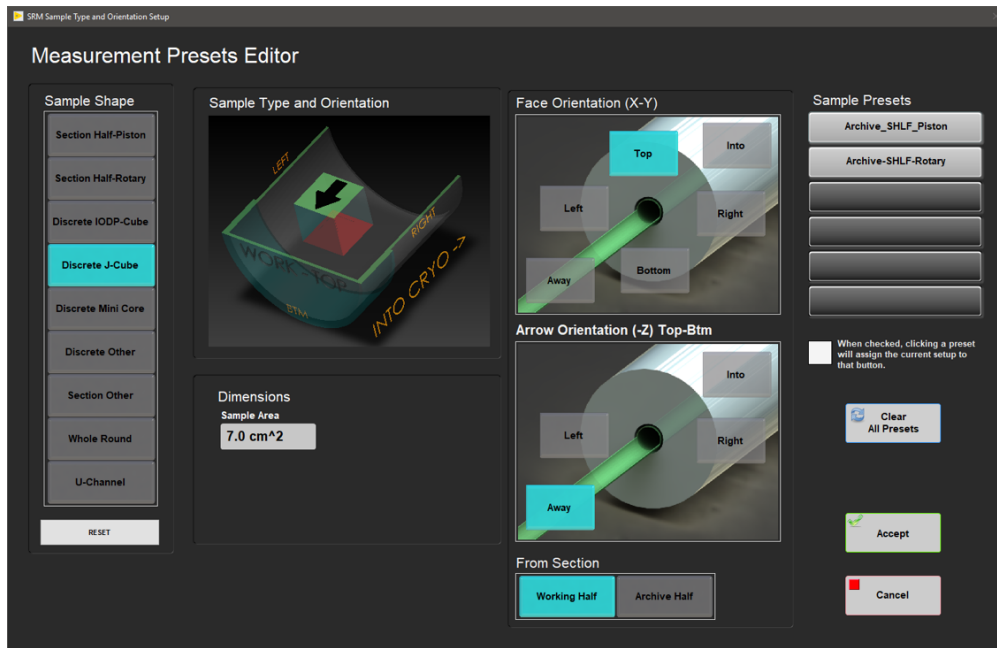 SRM Sample Type and Orientation Setup
Measurement Presets Editor
Sample Shape
Section Half-Piston
Section Half-Rotary
Discrete IODP-Cube
Discrete J-Cube
Discrete Mini Core
Discrete Other
Section Other
Whole Round
U-Channel
RESET
Sample Type and Orientation
LEFT
RIGHT
WORK - TOP
BTM
INTO CRYO ->
Dimensions
Sample Area
7.0 cm^2
Face Orientation (X-Y)
Top
Into
Left
Right
Away
Bottom
Arrow Orientation (-Z) Top-Btm
Into
Left
Right
Away
From Section
Working Half
Archive Half
Sample Presets
Archive_SHLF_Piston
Archive-SHLF-Rotary
When checked, clicking a preset
will assign the current setup to
that button.
Clear
All Presets
Accept
Cancel